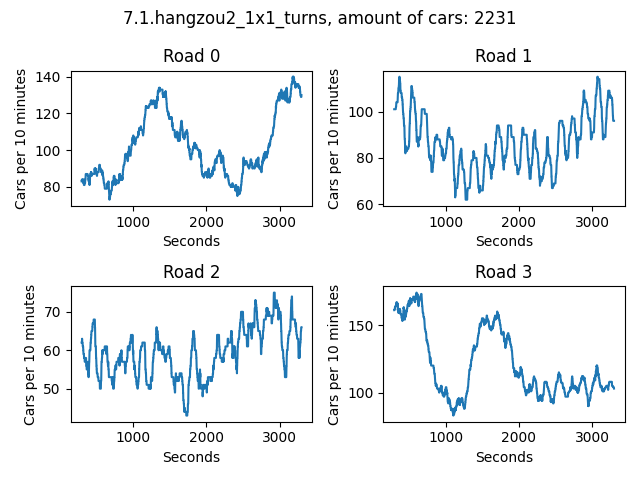 7.1.hangzou2_1x1_turns, amount of cars: 2231
Road 0
Cars per 10 minutes
140
120
100
80
1000
2000
3000
Seconds
Road 1
Cars per 10 minutes
100
80
60
1000
2000
3000
Seconds
Road 2
Cars per 10 minutes
70
60
50
1000
2000
3000
Seconds
Road 3
Cars per 10 minutes
150
100
1000
2000
3000
Seconds